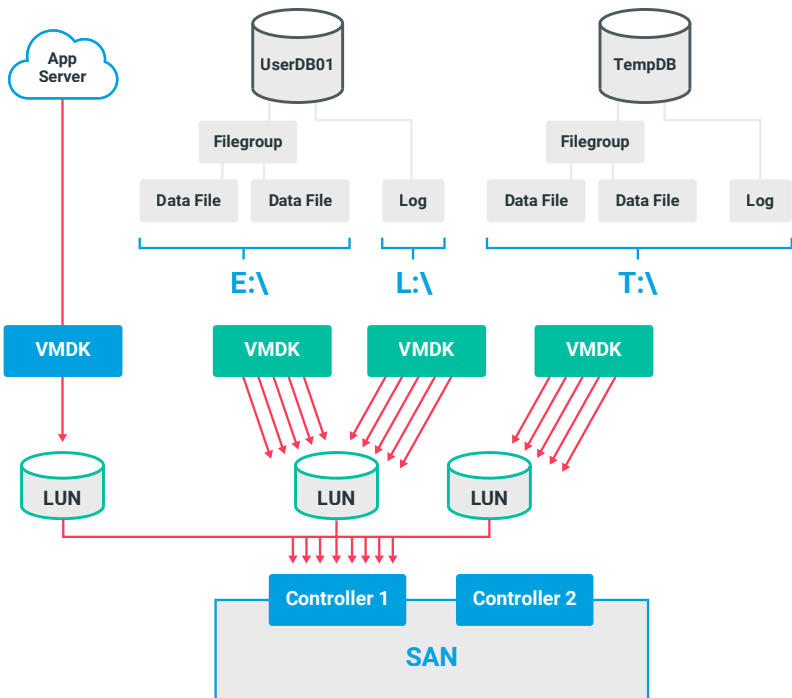 App
Server
UserDB01
TempDB
Filegroup
Filegroup
Data File
Data File
Log
Data File
Data File
Log
E:\
L:\
T:\
VMDK
VMDK
VMDK
VMDK
LUN
LUN
LUN
Controller 1
Controller 2
SAN